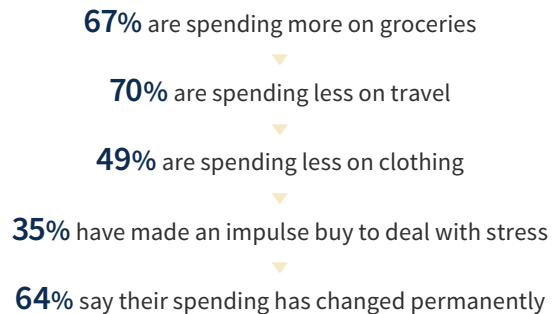 67% are spending more on groceries
70% are spending less on travel
49% are spending less on clothing
35% have made an impulse buy to deal with stress
64% say their spending has changed permanently